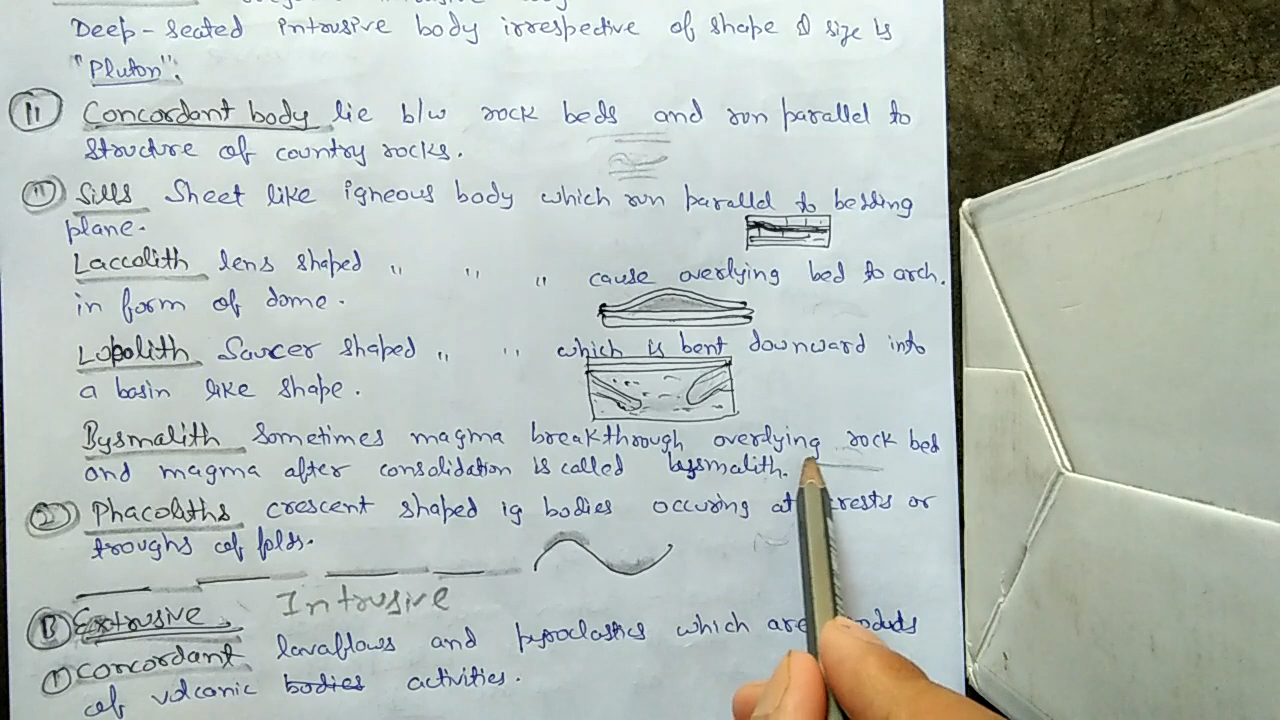 Deep-seated intrusive body irrespective of shape & size is
"Pluton".
(11) Concordant body lie b/w rock beds and run parallel to
structure of country rocks.
(11) Sills Sheet like igneous body which run parallel to bedding
plane.
Laccolith lens shaped " " " cause overlying bed to arch.
in form of dome.
Lopolith Saucer shaped " " which is bent downward into
a basin like shape.
Bysmalith Sometimes magma breakthrough overlying rock bed
and magma after consolidation is called bysmalith.
(2) Phacoliths crescent shaped ig bodies occuring at crests or
troughs of folds.
Intrusive
(B) Extrusive.
(1) Concordant lavaflows and pyroclastics which are
of volcanic bodies activities.